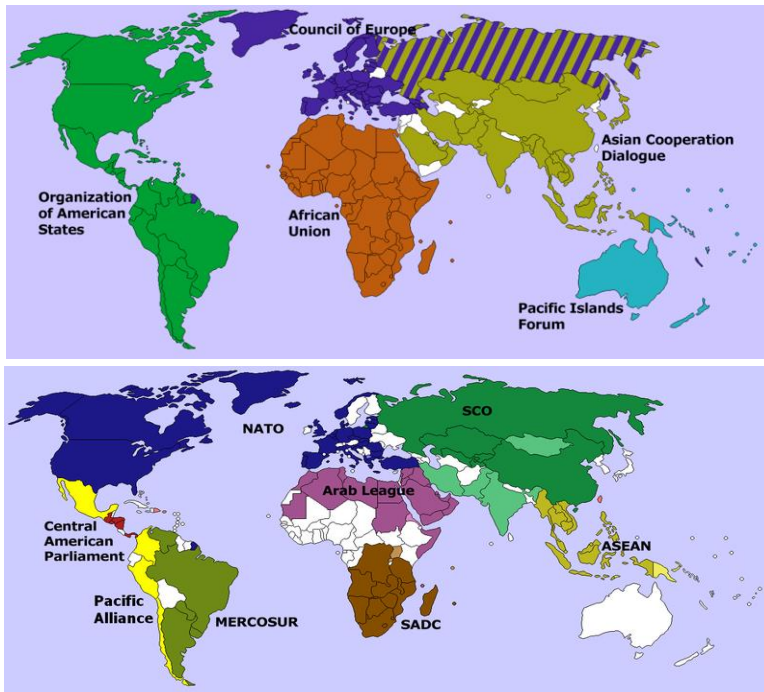 Council of Europe
Asian Cooperation
Dialogue
Organization
of American
States
African
Union
Pacific Islands
Forum
SCO
NATO
Arab League
Central
American
Parliament
ASEAN
Pacific
Alliance
MERCOSUR
SADC